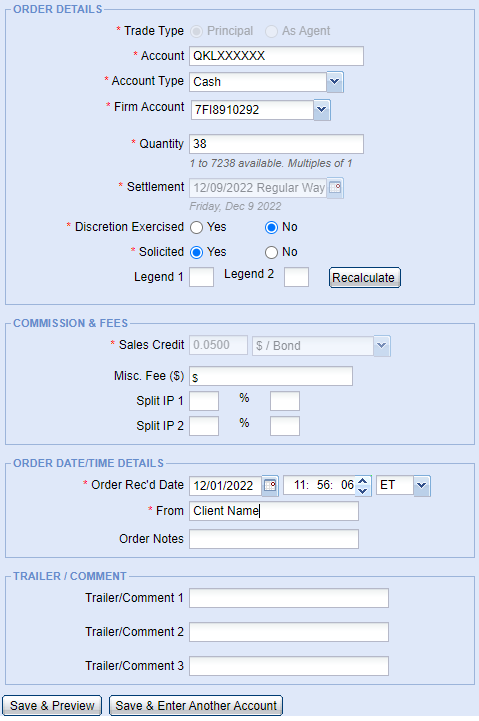 ORDER DETAILS
* Trade Type Principal As Agent
* Account QKLXXXXXX
* Account Type Cash
* Firm Account 7FI8910292
* Quantity 38
1 to 7238 available. Multiples of 1
* Settlement 12/09/2022 Regular Way
Friday, Dec 9 2022
* Discretion Exercised Yes No
* Solicited Yes No
Legend 1 Legend 2 Recalculate
COMMISSION & FEES
* Sales Credit 0.0500 $ / Bond
Misc. Fee ($) $
Split IP 1 %
Split IP 2 %
ORDER DATE/TIME DETAILS
* Order Rec'd Date 12/01/2022 11: 56: 06 ET
* From Client Name
Order Notes
TRAILER / COMMENT
Trailer/Comment 1
Trailer/Comment 2
Trailer/Comment 3
Save & Preview Save & Enter Another Account